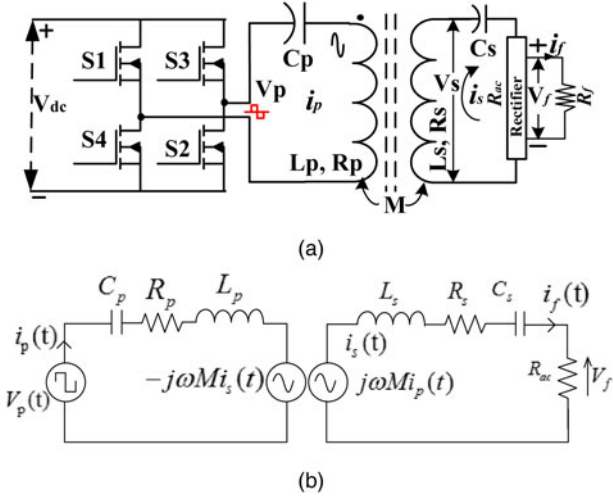 +
S1
S3
Vdc
S4
S2
−
Vp
Cp
ip
Lp, Rp
M
Cs
Vs
is
Ls, Rs
Rac
Rectifier
+
if
Vf
−
Rf
(a)
Cp
Rp
Lp
ip(t)
Vp(t)
−jωMis(t)
Ls
Rs
Cs
if(t)
is(t)
jωMip(t)
Rac
Vf
(b)